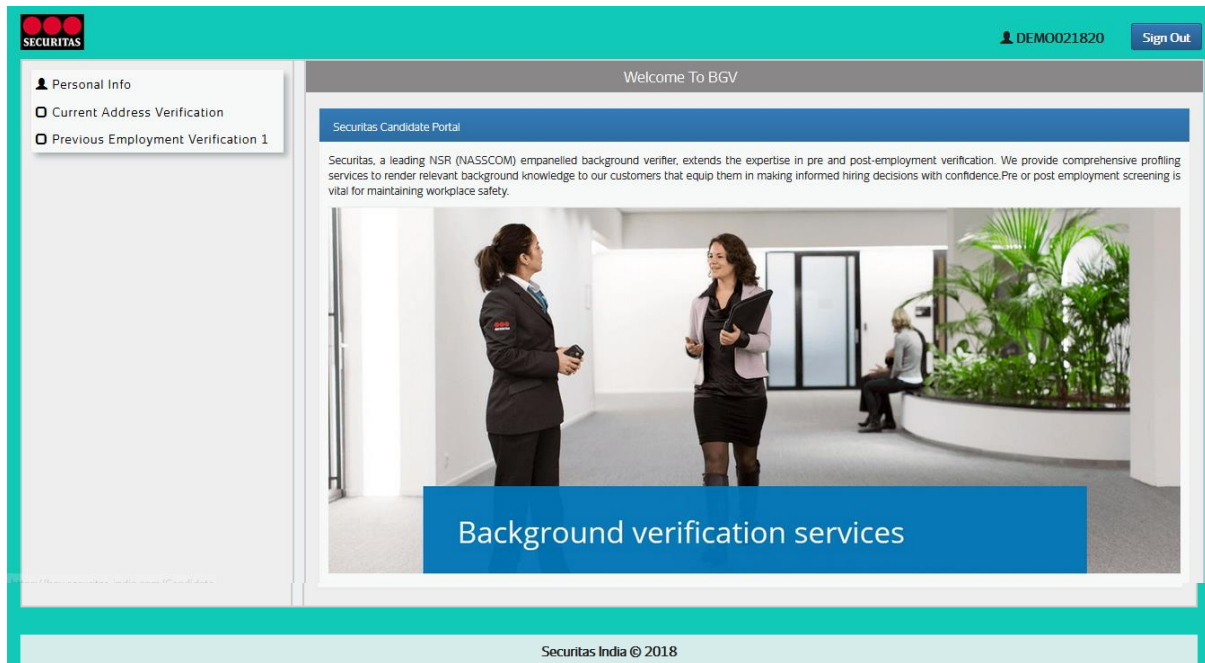 SECURITAS
DEMO021820
Sign Out
Personal Info
Current Address Verification
Previous Employment Verification 1
Welcome To BGV
Securitas Candidate Portal
Securitas, a leading NSR (NASSCOM) empanelled background verifier, extends the expertise in pre and post-employment verification. We provide comprehensive profiling
services to render relevant background knowledge to our customers that equip them in making informed hiring decisions with confidence.Pre or post employment screening is
vital for maintaining workplace safety.
Background verification services
Securitas India © 2018